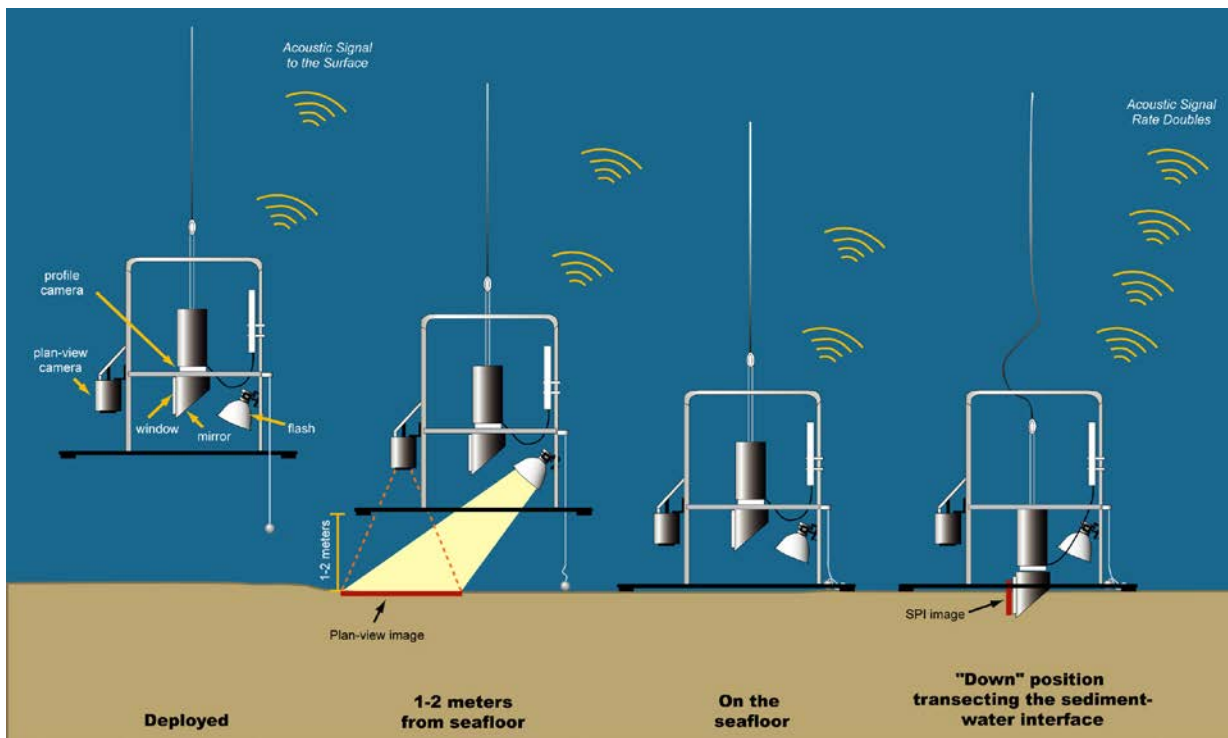 Acoustic Signal
to the Surface
Acoustic Signal
Rate Doubles
profile
camera
plan-view
camera
window
mirror
flash
1-2 meters
Plan-view image
SPI image
Deployed
1-2 meters
from seafloor
On the
seafloor
"Down" position
transecting the sediment-
water interface